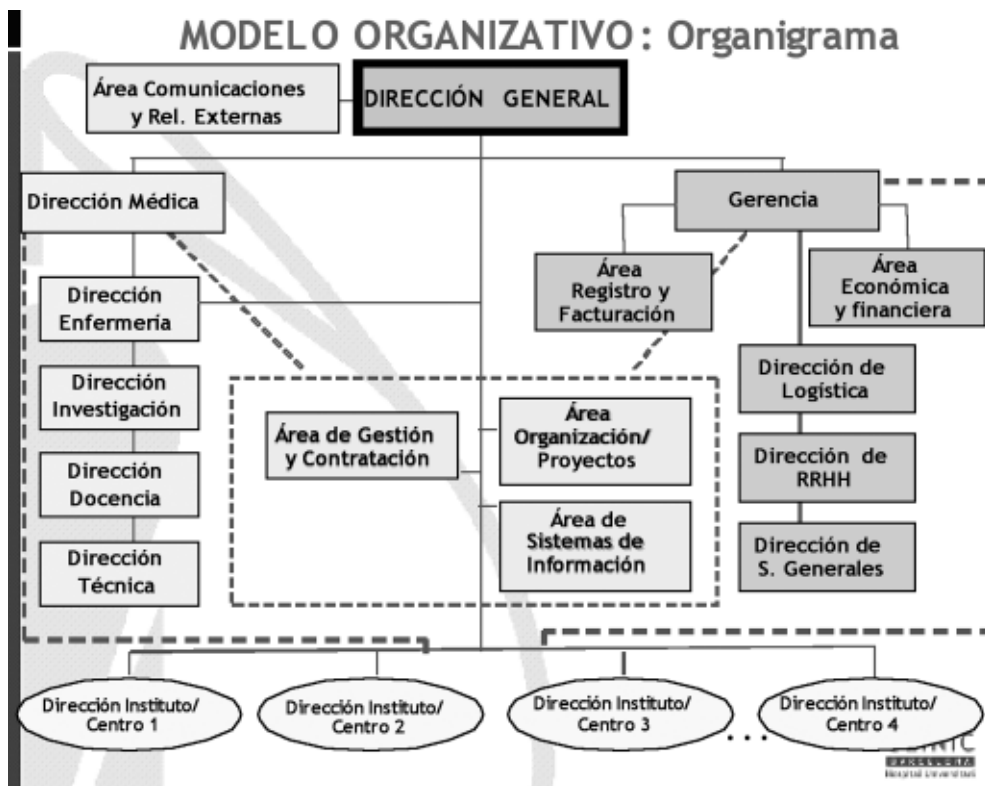 MODELO ORGANIZATIVO: Organigrama
Área Comunicaciones
y Rel. Externas
DIRECCIÓN GENERAL
Dirección Médica
Gerencia
Área
Registro y
Facturación
Área
Económica
y financiera
Dirección
Enfermería
Dirección
Investigación
Dirección
Docencia
Dirección
Técnica
Área de Gestión
y Contratación
Área
Organización/
Proyectos
Área de
Sistemas de
Información
Dirección de
Logística
Dirección de
RRHH
Dirección de
S. Generales
Dirección Instituto/
Centro 1
Dirección Instituto/
Centro 2
Dirección Instituto/
Centro 3
...
Dirección Instituto/
Centro 4
BARCELONA
Hospital Universitari